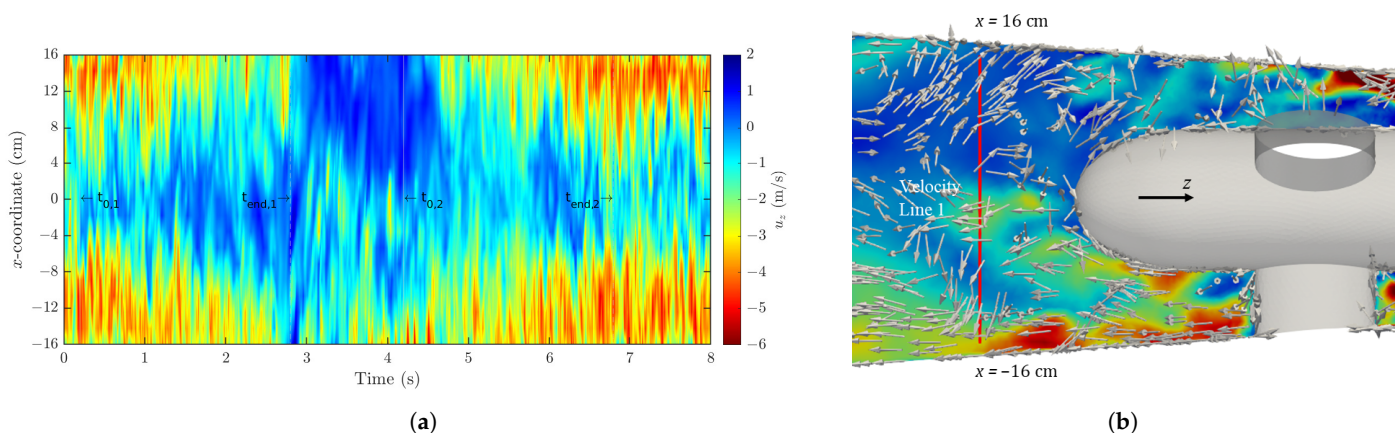 x = 16 cm
16
12
8
4
0
−4
−8
−12
−16
x-coordinate (cm)
← t0,1
tend,1→
← t0,2
tend,2→
0 1 2 3 4 5 6 7 8
Time (s)
2
1
0
−1
−2
−3
−4
−5
−6
uz (m/s)
Velocity
Line 1
z
x = −16 cm
(a)
(b)